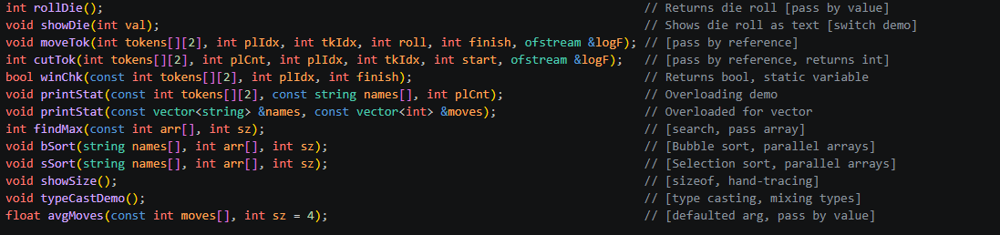 int rollDie(); // Returns die roll [pass by value]
void showDie(int val); // Shows die roll as text [switch demo]
void moveTok(int tokens[][2], int plIdx, int tkIdx, int roll, int finish, ofstream &logF); // [pass by reference]
int cutTok(int tokens[][2], int plCnt, int plIdx, int tkIdx, int start, ofstream &logF); // [pass by reference, returns int]
bool winChk(const int tokens[][2], int plIdx, int finish); // Returns bool, static variable
void printStat(const int tokens[][2], const string names[], int plCnt); // Overloading demo
void printStat(const vector<string> &names, const vector<int> &moves); // Overloaded for vector
int findMax(const int arr[], int sz); // [search, pass array]
void bSort(string names[], int arr[], int sz); // [Bubble sort, parallel arrays]
void sSort(string names[], int arr[], int sz); // [Selection sort, parallel arrays]
void showSize(); // [sizeof, hand-tracing]
void typeCastDemo(); // [type casting, mixing types]
float avgMoves(const int moves[], int sz = 4); // [defaulted arg, pass by value]